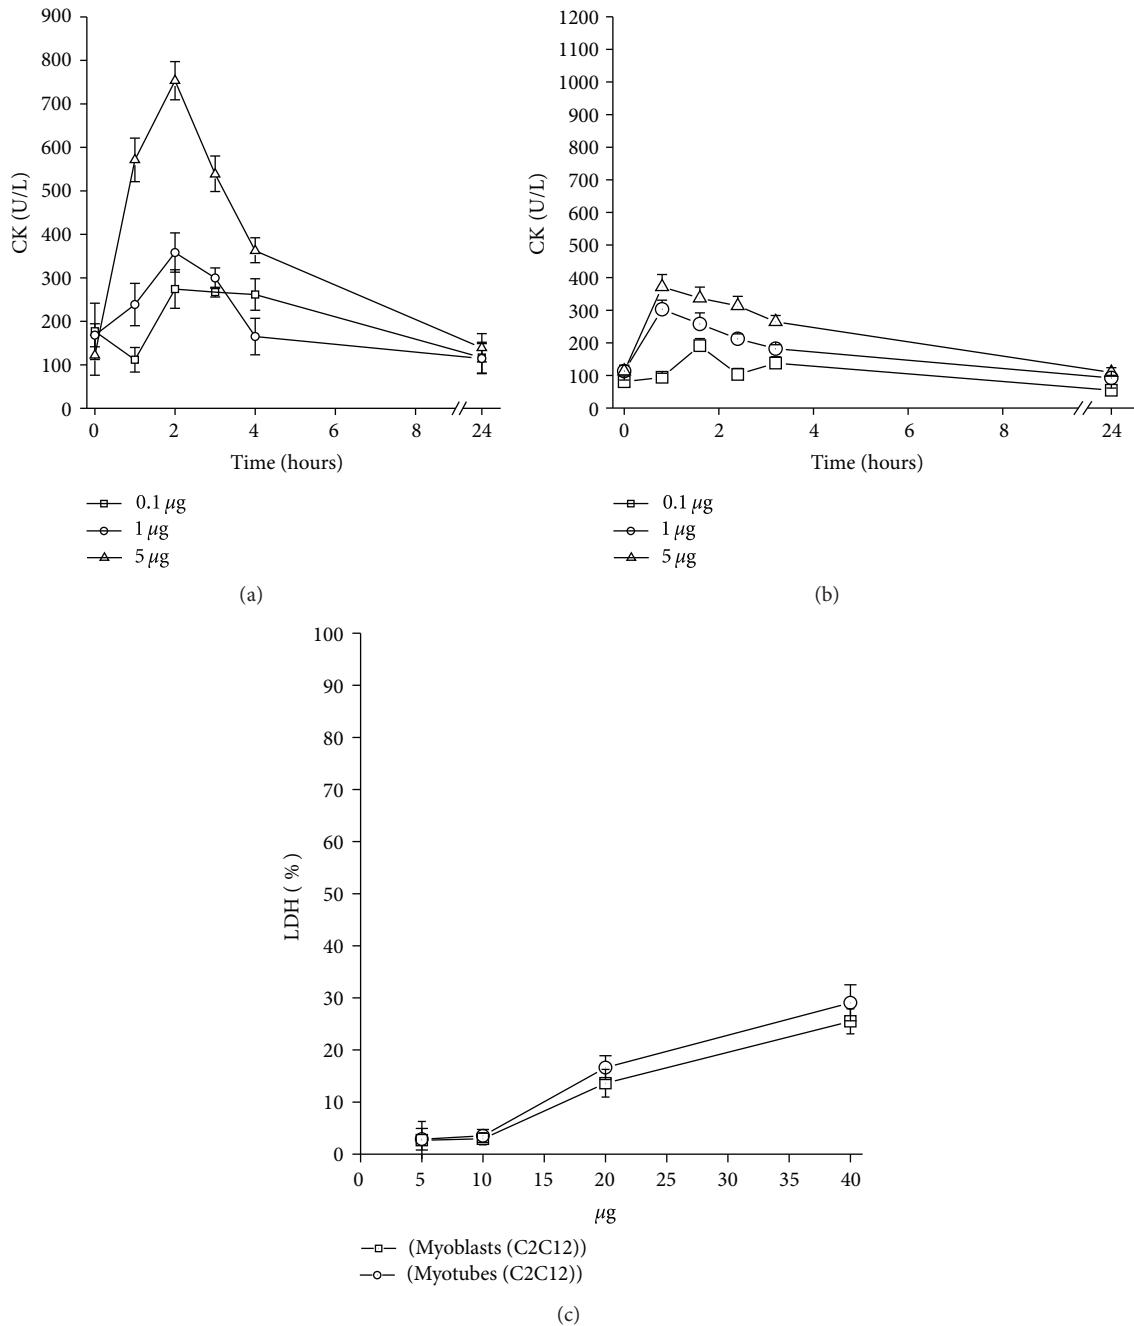 900
800
700
600
500
400
300
200
100
0
CK (U/L)
0 2 4 6 8 24
Time (hours)
0.1 µg
1 µg
5 µg
(a)
1200
1100
1000
900
800
700
600
500
400
300
200
100
0
CK (U/L)
0 2 4 6 8 24
Time (hours)
0.1 µg
1 µg
5 µg
(b)
100
90
80
70
60
50
40
30
20
10
0
LDH ( % )
0 5 10 15 20 25 30 35 40
µg
(Myoblasts (C2C12))
(Myotubes (C2C12))
(c)